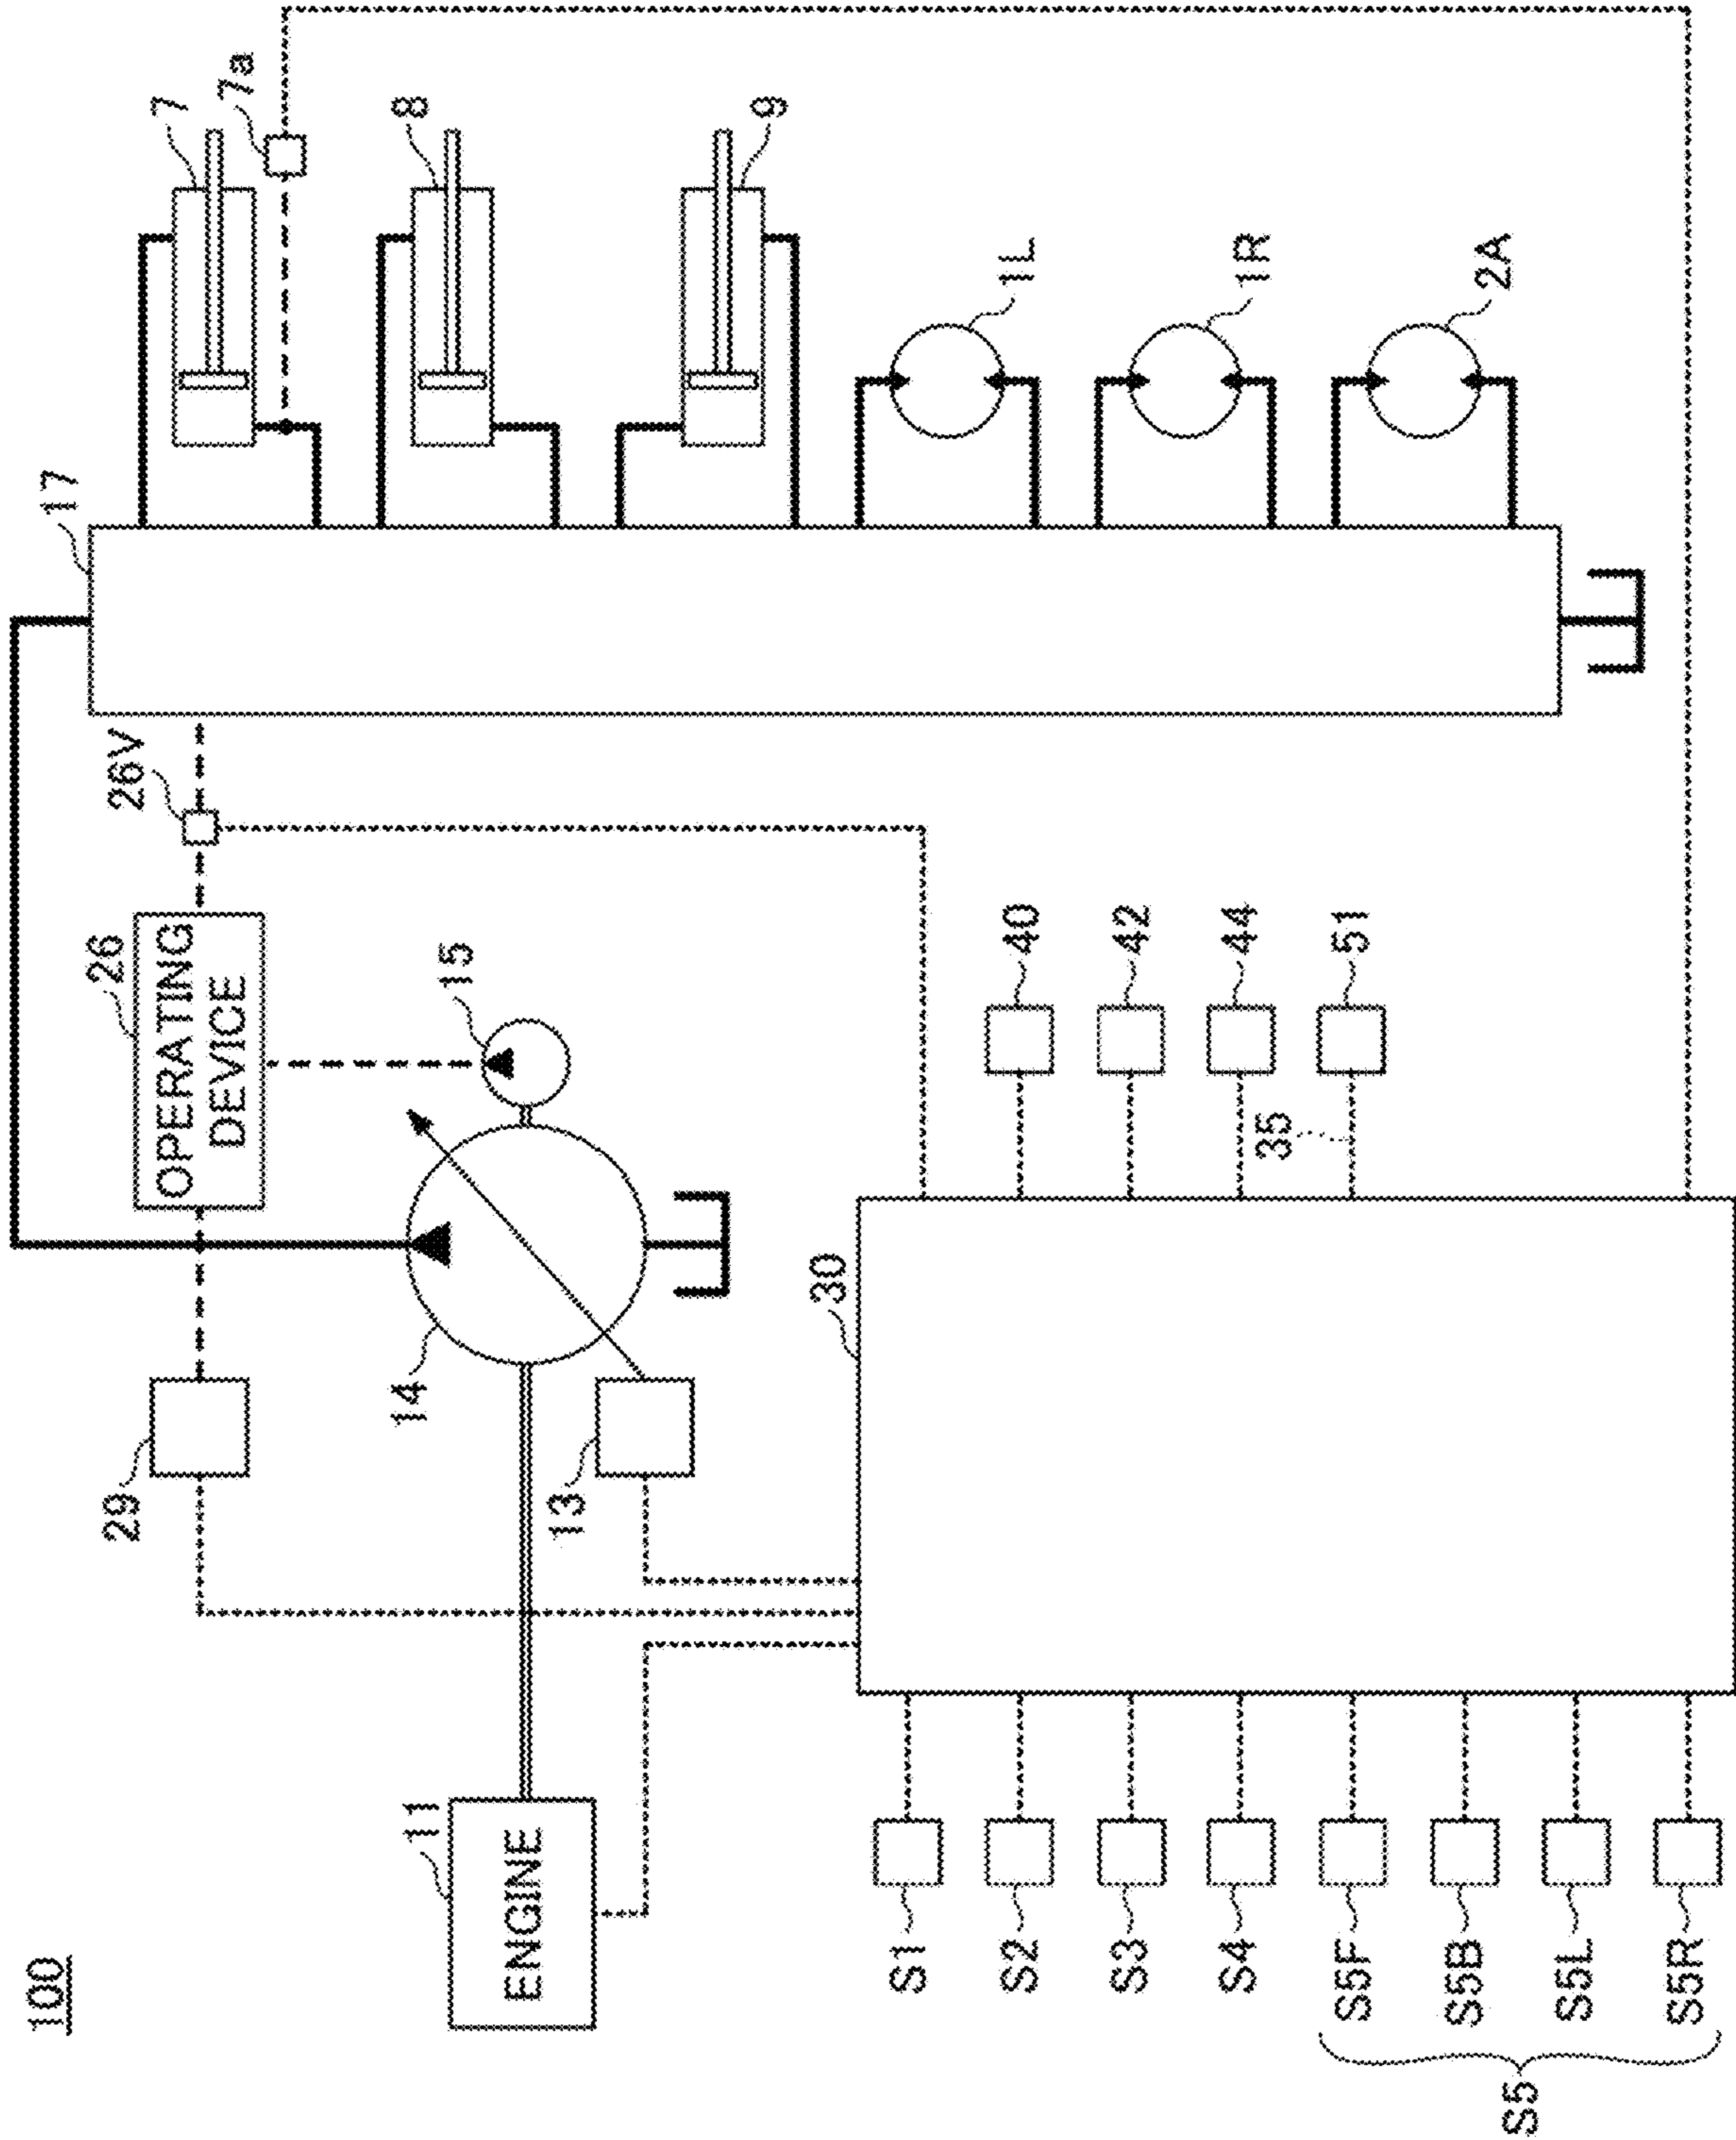 100
11
ENGINE
29
13
14
26
OPERATING
DEVICE
15
26V
17
7
7a
8
9
1L
1R
2A
30
40
42
44
51
35
S1
S2
S3
S4
S5F
S5B
S5L
S5R
S5